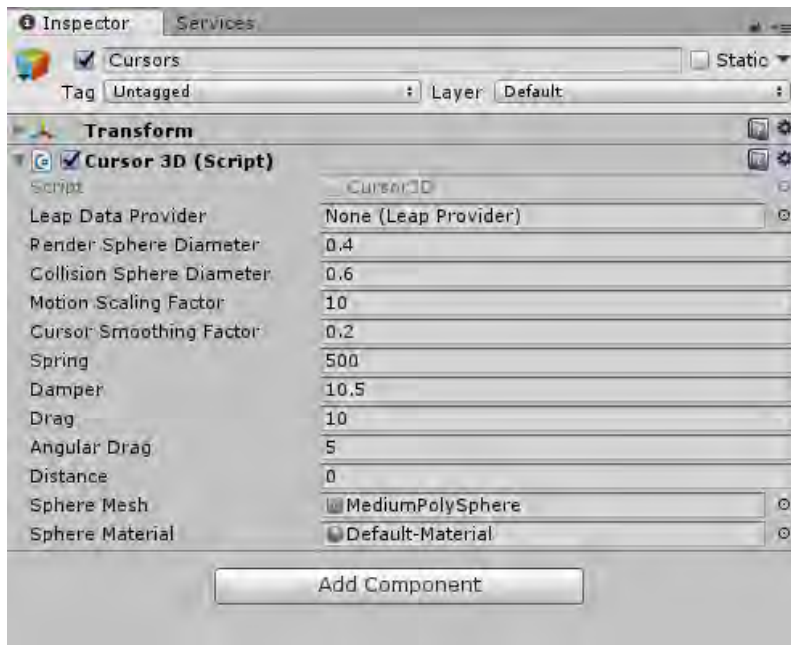 Inspector Services
Cursors Static
Tag Untagged Layer Default
Transform
Cursor 3D (Script)
Script Cursor3D
Leap Data Provider None (Leap Provider)
Render Sphere Diameter 0.4
Collision Sphere Diameter 0.6
Motion Scaling Factor 10
Cursor Smoothing Factor 0.2
Spring 500
Damper 10.5
Drag 10
Angular Drag 5
Distance 0
Sphere Mesh MediumPolySphere
Sphere Material Default-Material
Add Component